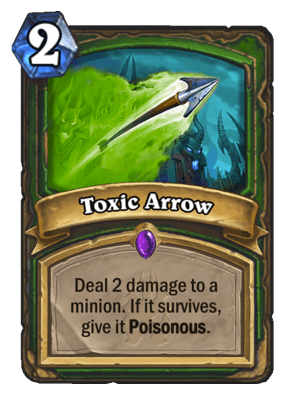 2
Toxic Arrow
Deal 2 damage to a
minion. If it survives,
give it Poisonous.